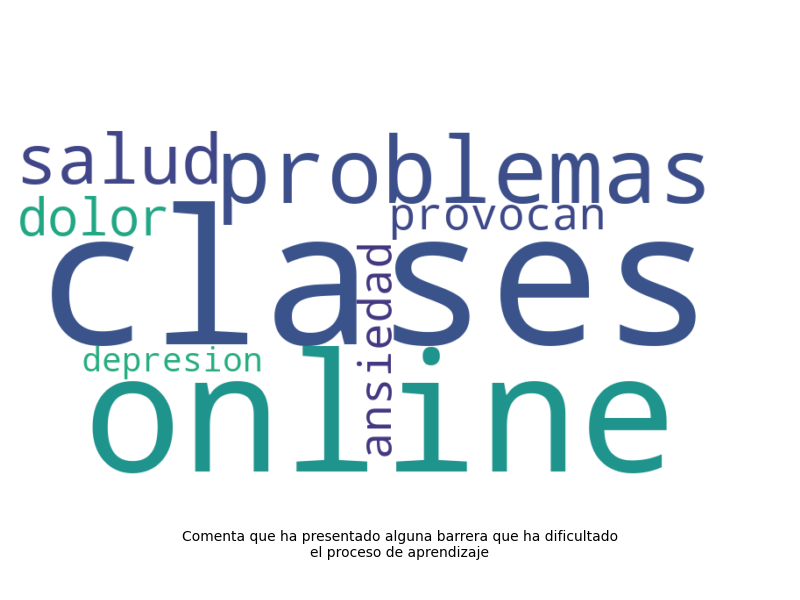 salud
problemas
dolor
provocan
clases
ansiedad
depresion
online
Comenta que ha presentado alguna barrera que ha dificultado
el proceso de aprendizaje